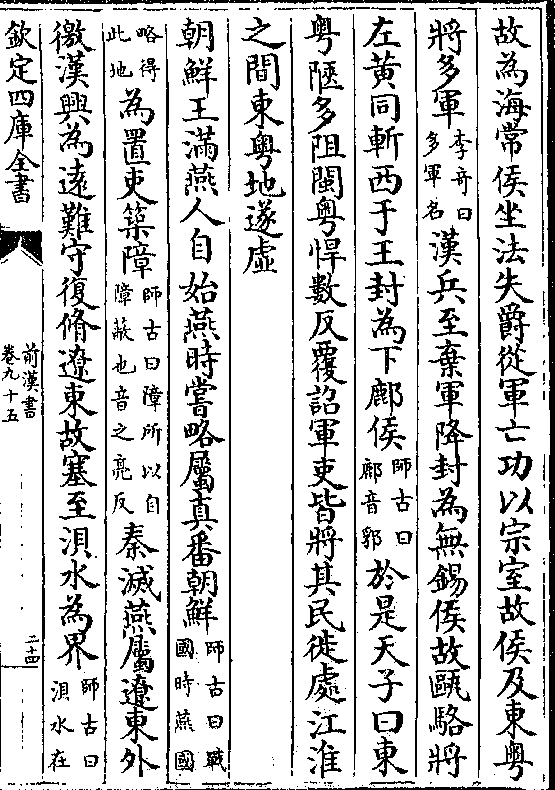 故為海常侯坐法失爵從軍亡功以宗室故侯及東粤
將多軍李竒曰多軍名漢兵至棄軍降封為無錫侯故甌駱將
左黄同斬西于王封為下鄜侯師古曰鄜音郭於是天子曰東
粤陿多阻閩粤悍數反覆詔軍吏皆將其民徙處江淮
之間東粤地遂虛
朝鮮王滿燕人自始燕時嘗略屬真番朝鮮師古曰戰國時燕國
略得此地為置吏築障師古曰障所以自障蔽也音之亮反秦滅燕屬遼東外
徼漢興為遠難守復脩遼東故塞至浿水為界師古曰浿水在
欽定四庫全書
前漢書
卷九十五
二十四